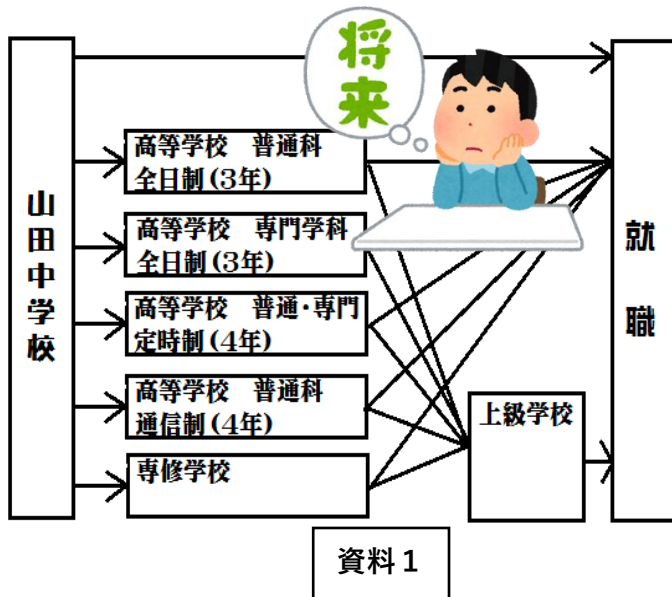 将来
山田中学校
高等学校　普通科
全日制(3年)
高等学校　専門学科
全日制(3年)
高等学校　普通・専門
定時制(4年)
高等学校　普通科
通信制(4年)
専修学校
上級学校
就職
資料1